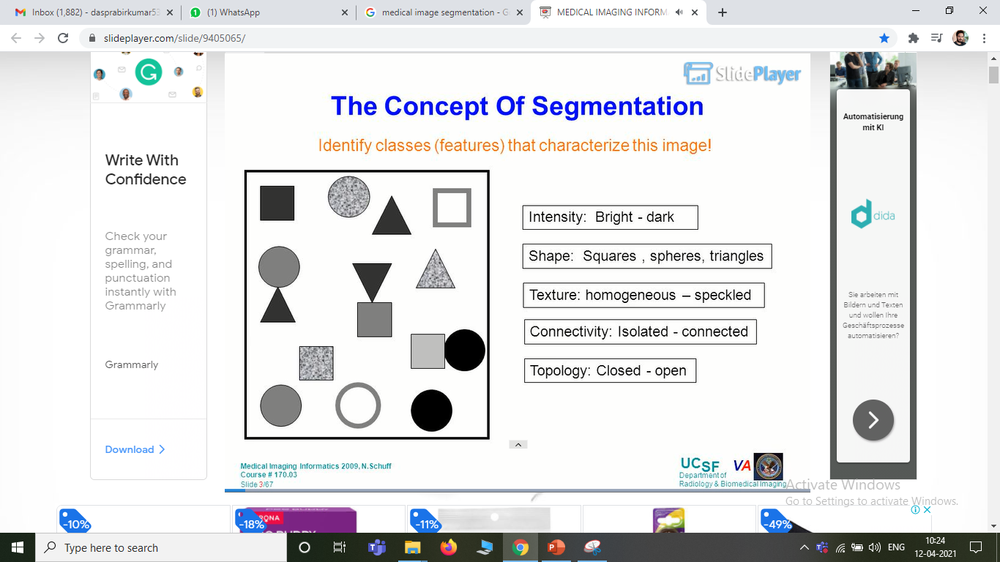 Inbox (1,882) - dasprabirkumar53
(1) WhatsApp
medical image segmentation - G
MEDICAL IMAGING INFORM
slideplayer.com/slide/9405065/
SlidePlayer
The Concept Of Segmentation
Identify classes (features) that characterize this image!
Intensity: Bright - dark
Shape: Squares , spheres, triangles
Texture: homogeneous – speckled
Connectivity: Isolated - connected
Topology: Closed - open
Medical Imaging Informatics 2009, N.Schuff
Course # 170.03
Slide 3/67
UCSF
VA
Department of
Radiology & Biomedical Imaging
Write With
Confidence
Check your
grammar,
spelling, and
punctuation
instantly with
Grammarly
Grammarly
Download
Automatisierung
mit KI
dida
Sie arbeiten mit
Bildern und Texten
und wollen Ihre
Geschäftsprozesse
automatisieren?
Activate Windows
Go to Settings to activate Windows.
-10%
-18%
-11%
-49%
Type here to search
ENG
10:24
12-04-2021